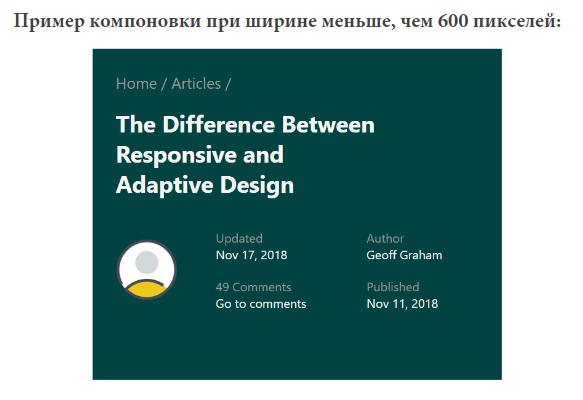 Пример компоновки при ширине меньше, чем 600 пикселей:
Home / Articles /
The Difference Between
Responsive and
Adaptive Design
Updated
Nov 17, 2018
Author
Geoff Graham
49 Comments
Go to comments
Published
Nov 11, 2018